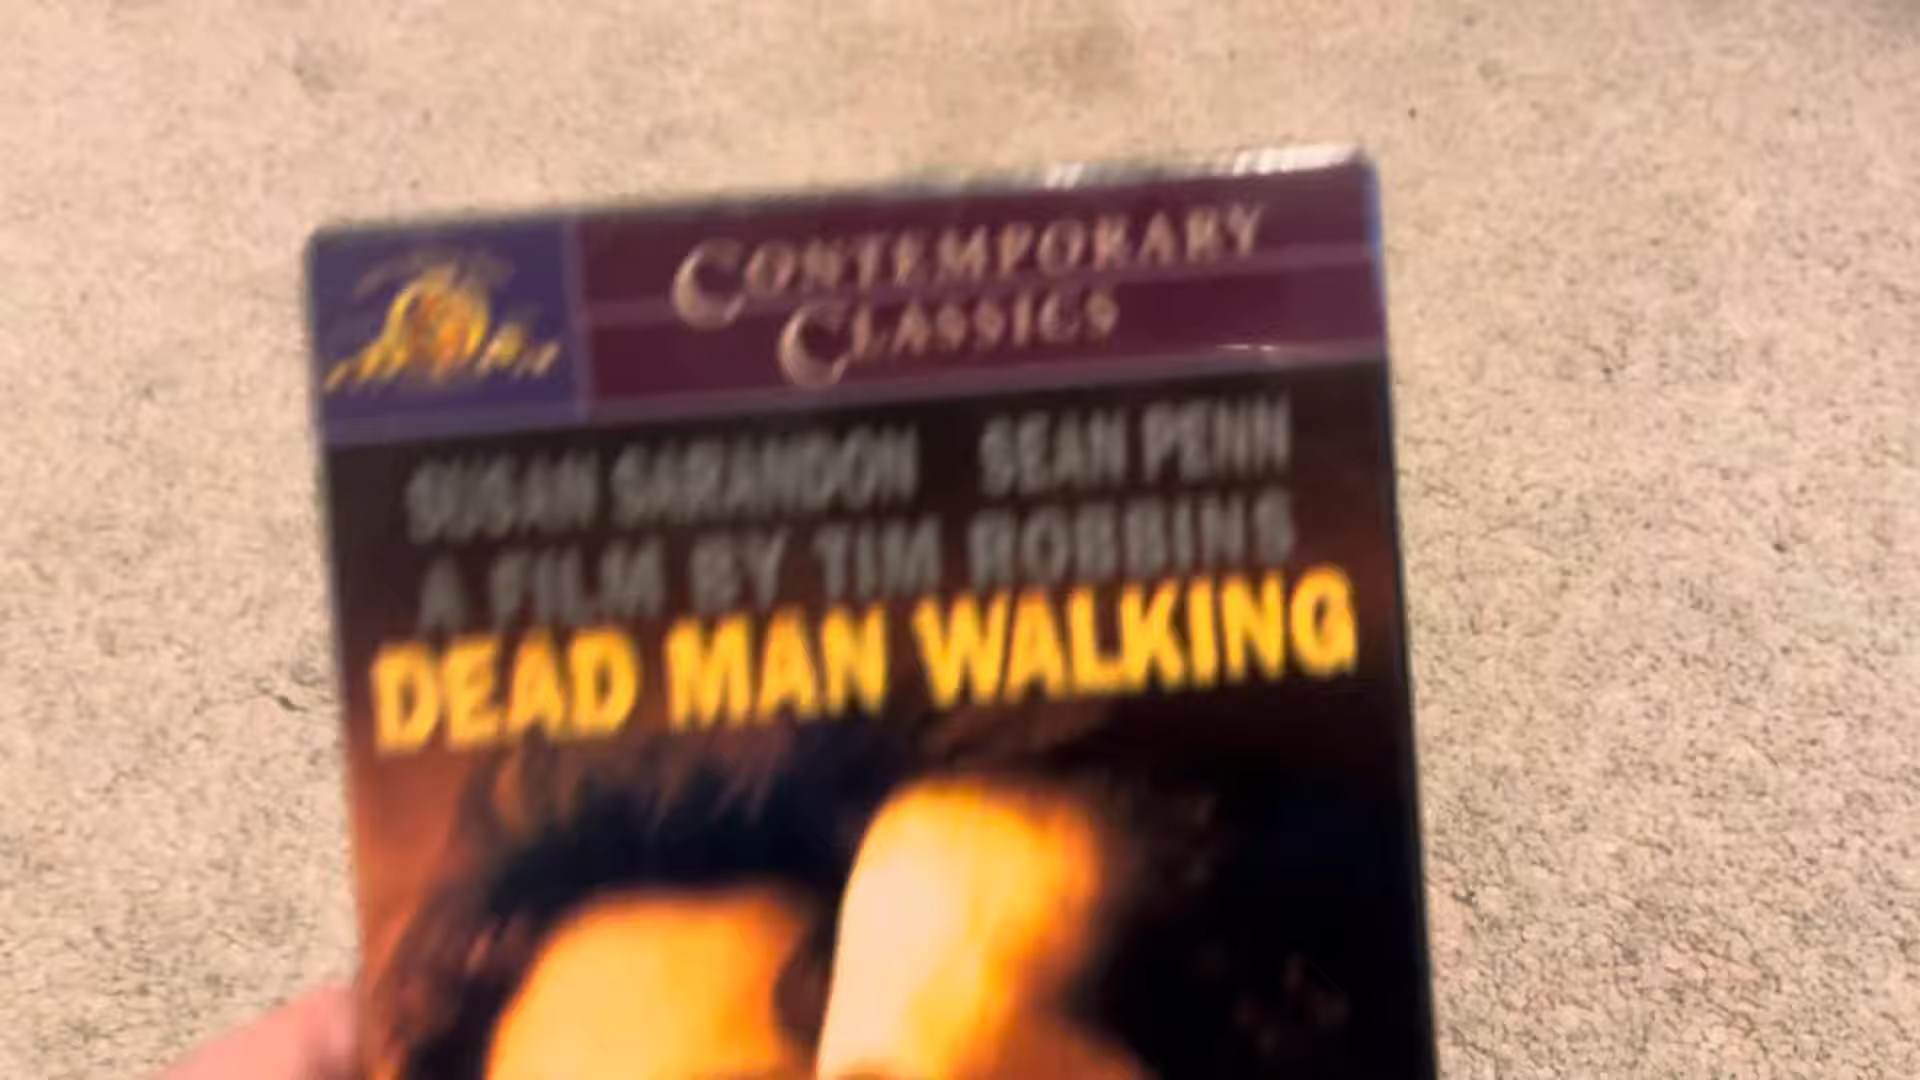 CONTEMPORARY
CLASSICS
SUSAN SARANDON SEAN PENN
A FILM BY TIM ROBBINS
DEAD MAN WALKING